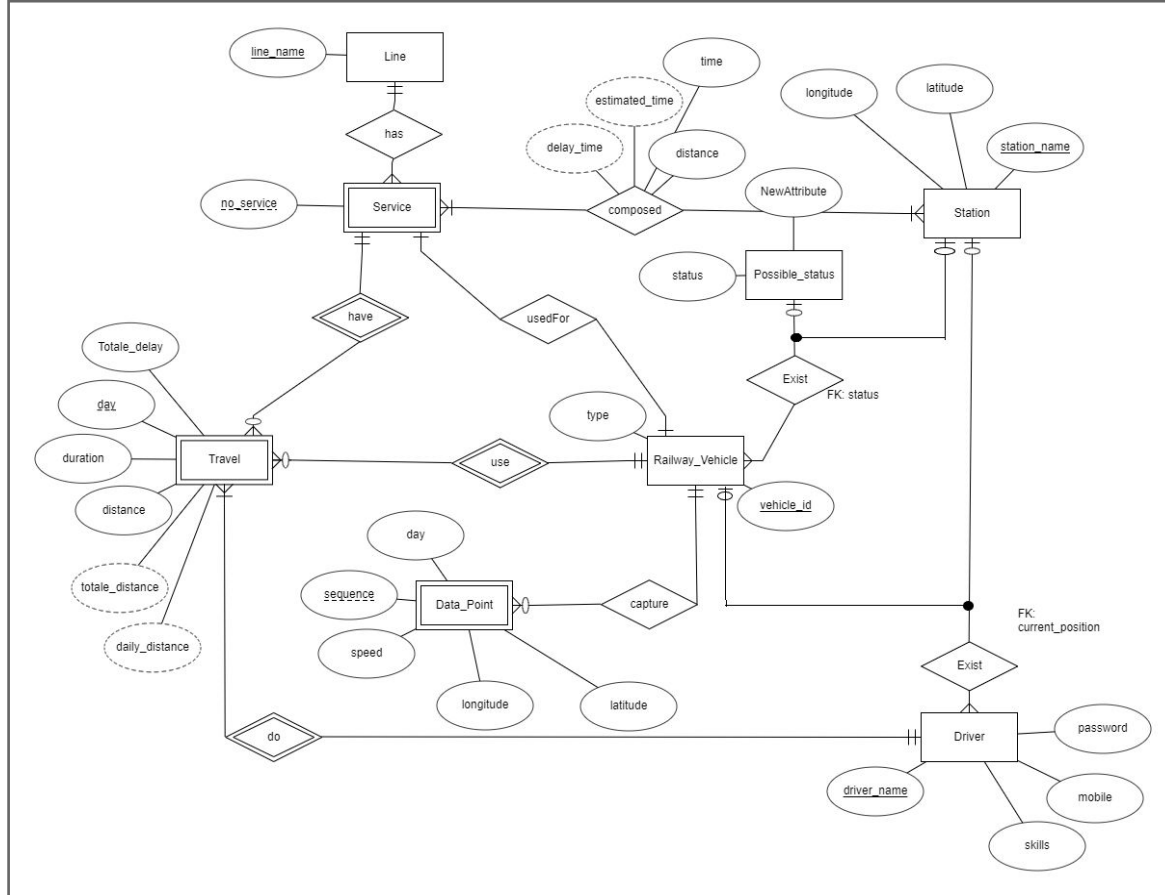 line_name
Line
time
estimated_time
longitude
latitude
has
delay_time
distance
station_name
no_service
Service
composed
NewAttribute
Station
status
Possible_status
have
usedFor
Totale_delay
Exist
FK: status
day
type
duration
Travel
use
Railway_Vehicle
distance
vehicle_id
day
totale_distance
sequence
Data_Point
capture
FK:
current_position
daily_distance
speed
Exist
longitude
latitude
do
Driver
password
driver_name
mobile
skills